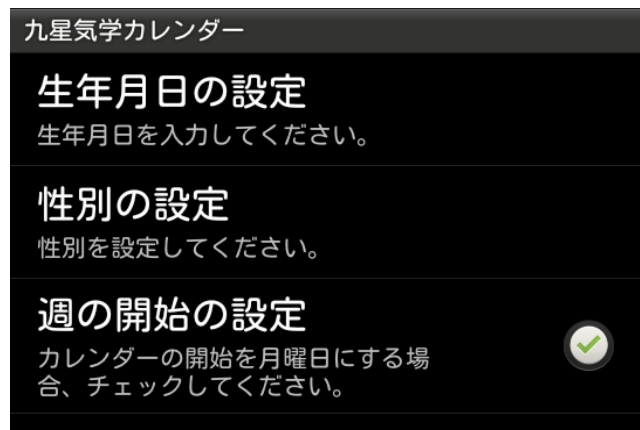 九星気学カレンダー
生年月日の設定
生年月日を入力してください。
性別の設定
性別を設定してください。
週の開始の設定
カレンダーの開始を月曜日にする場
合、チェックしてください。